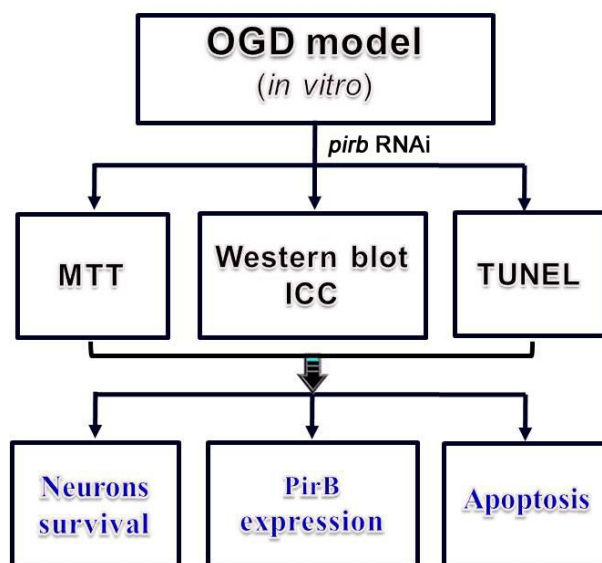 OGD model
(in vitro)
pirb RNAi
MTT
Western blot
ICC
TUNEL
Neurons
survival
PirB
expression
Apoptosis